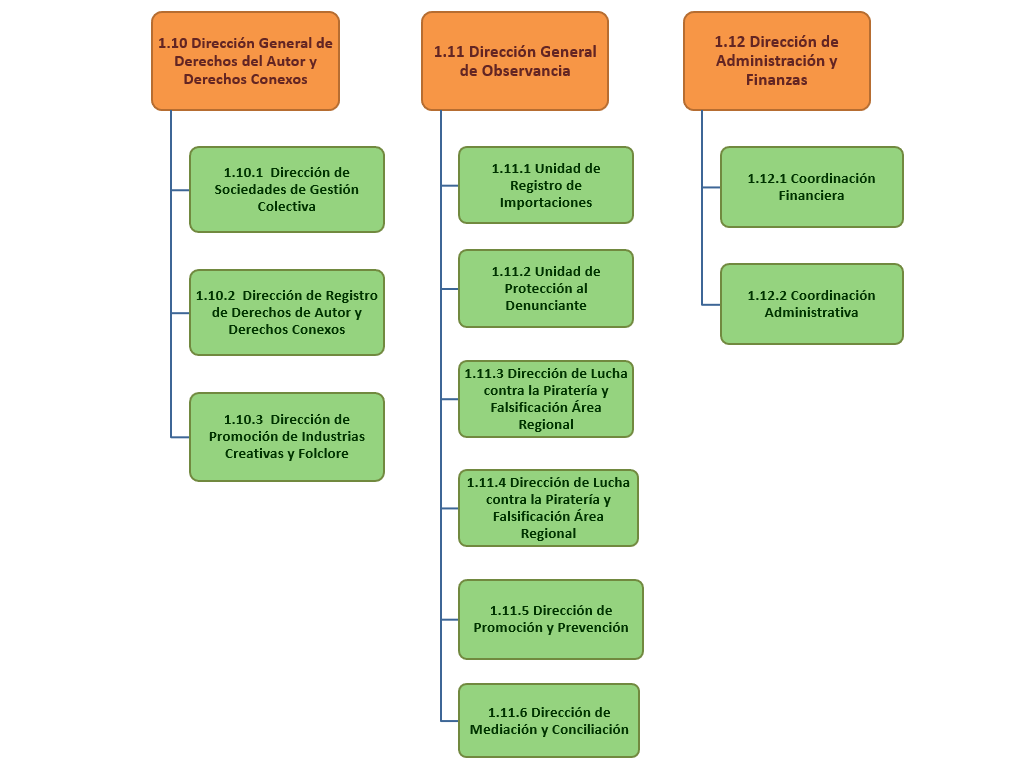 1.10 Dirección General de
Derechos del Autor y
Derechos Conexos
1.10.1 Dirección de
Sociedades de Gestión
Colectiva
1.10.2 Dirección de Registro
de Derechos de Autor y
Derechos Conexos
1.10.3 Dirección de
Promoción de Industrias
Creativas y Folclore
1.11 Dirección General
de Observancia
1.11.1 Unidad de
Registro de
Importaciones
1.11.2 Unidad de
Protección al
Denunciante
1.11.3 Dirección de Lucha
contra la Piratería y
Falsificación Área
Regional
1.11.4 Dirección de Lucha
contra la Piratería y
Falsificación Área
Regional
1.11.5 Dirección de
Promoción y Prevención
1.11.6 Dirección de
Mediación y Conciliación
1.12 Dirección de
Administración y
Finanzas
1.12.1 Coordinación
Financiera
1.12.2 Coordinación
Administrativa